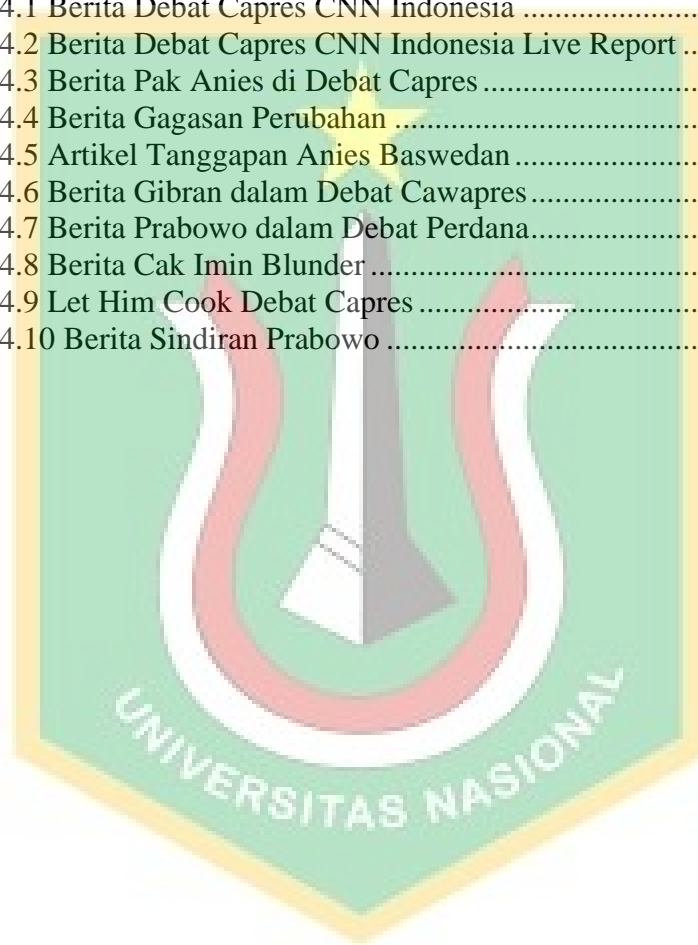 4.1 Berita Debat Capres CNN Indonesia ......................
4.2 Berita Debat Capres CNN Indonesia Live Report ..
4.3 Berita Pak Anies di Debat Capres ...........................
4.4 Berita Gagasan Perubahan ......................................
4.5 Artikel Tanggapan Anies Baswedan .......................
4.6 Berita Gibran dalam Debat Cawapres.....................
4.7 Berita Prabowo dalam Debat Perdana.....................
4.8 Berita Cak Imin Blunder .........................................
4.9 Let Him Cook Debat Capres ...................................
4.10 Berita Sindiran Prabowo .......................................
UNIVERSITAS NASIONAL